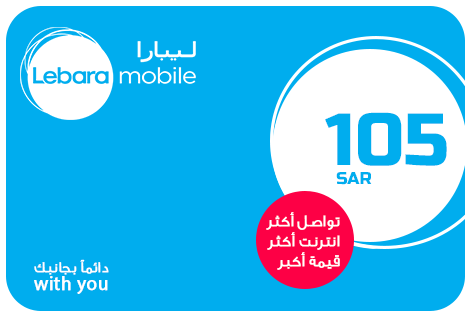 ليبارا
Lebara mobile
105
SAR
تواصل أكثر
انترنت أكثر
قيمة أكبر
دائماً بجانبك
with you